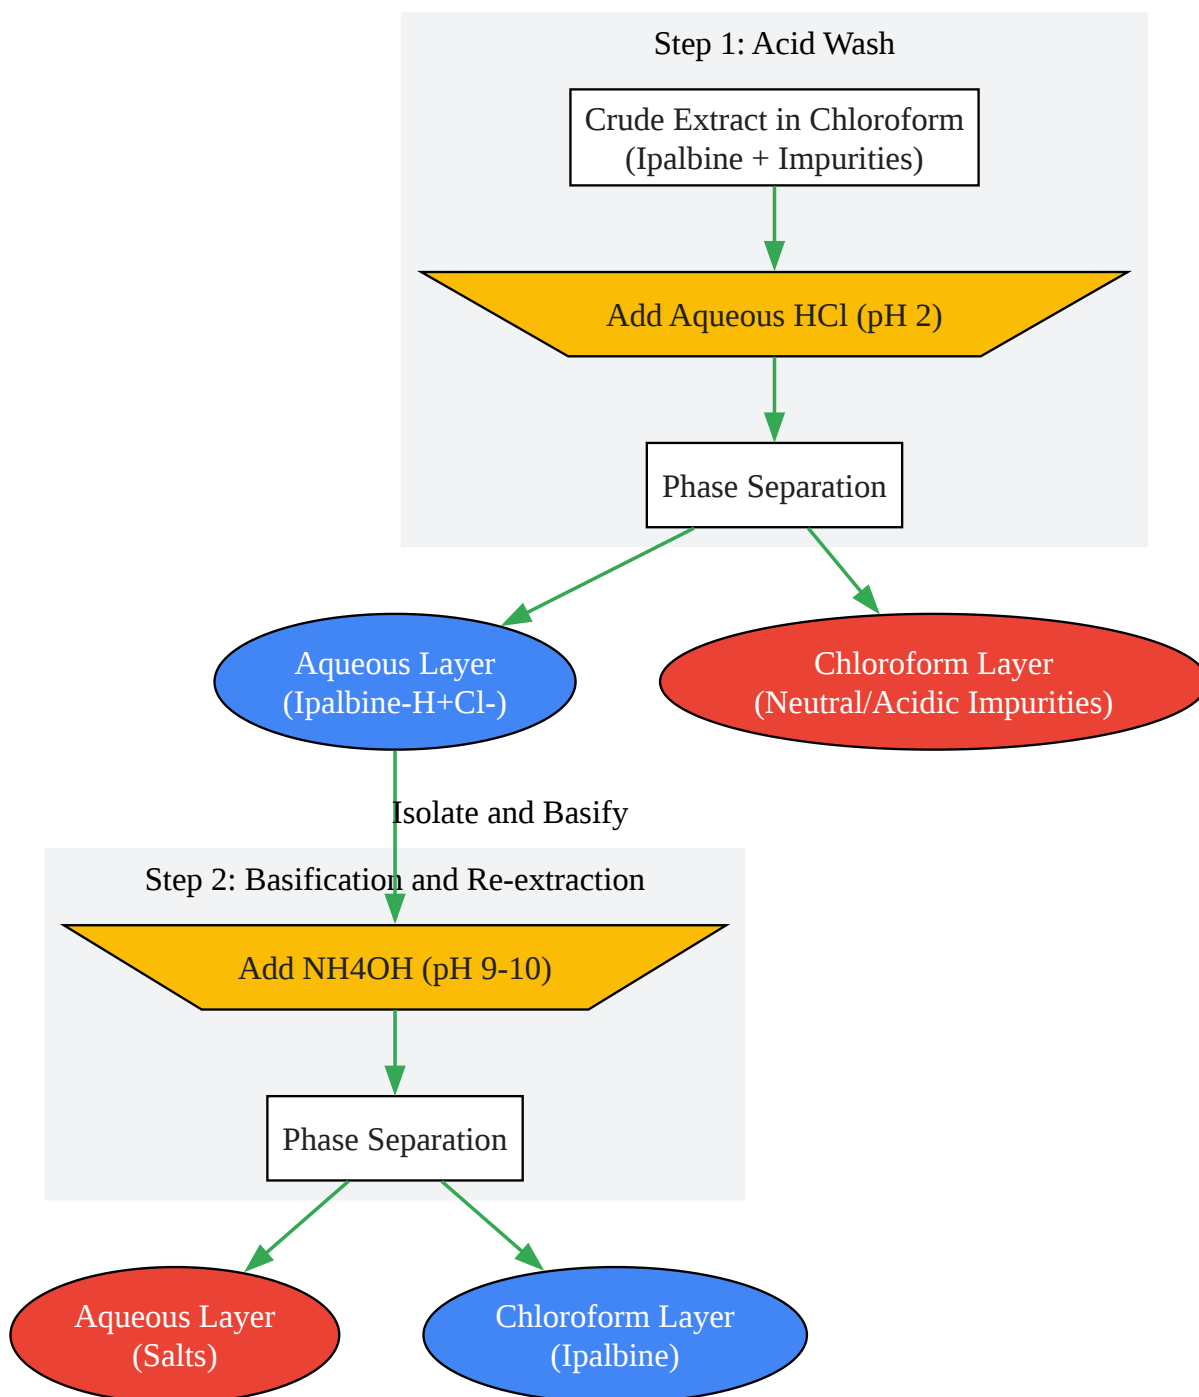 Step 1: Acid Wash
Crude Extract in Chloroform
(Ipalbine + Impurities)
Add Aqueous HCl (pH 2)
Phase Separation
Aqueous Layer
(Ipalbine-H+Cl-)
Chloroform Layer
(Neutral/Acidic Impurities)
Isolate and Basify
Step 2: Basification and Re-extraction
Add NH4OH (pH 9-10)
Phase Separation
Aqueous Layer
(Salts)
Chloroform Layer
(Ipalbine)